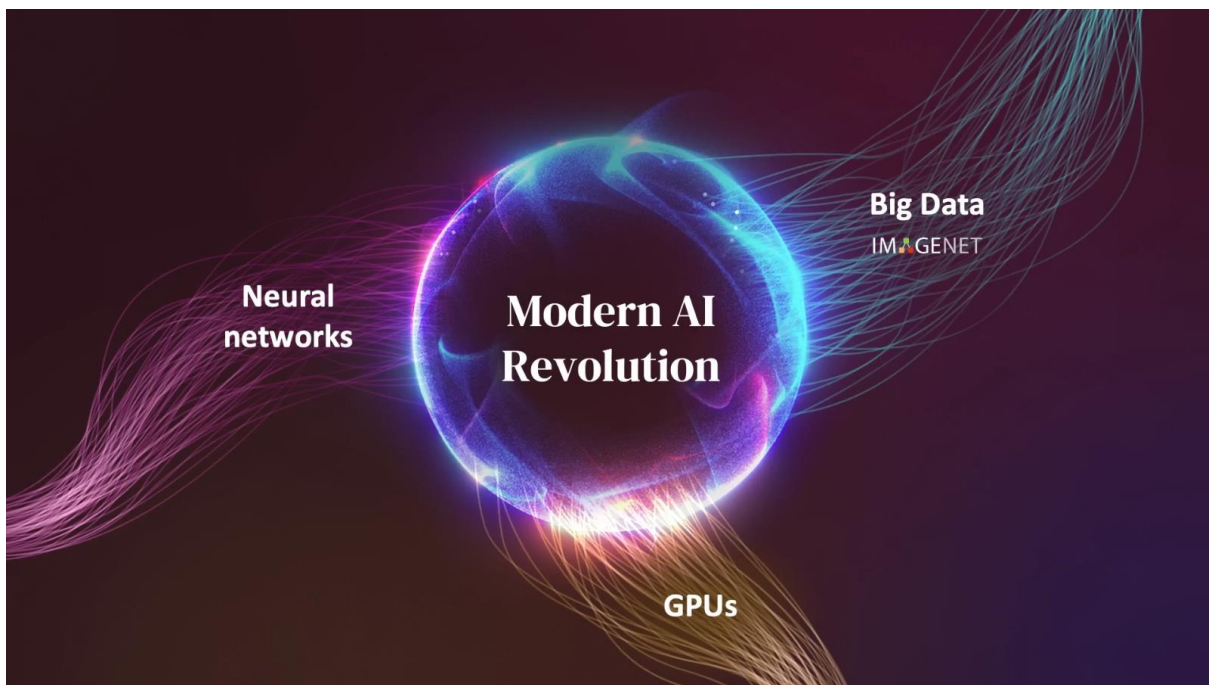 Big Data
IMAGENET
Neural
networks
Modern AI
Revolution
GPUs